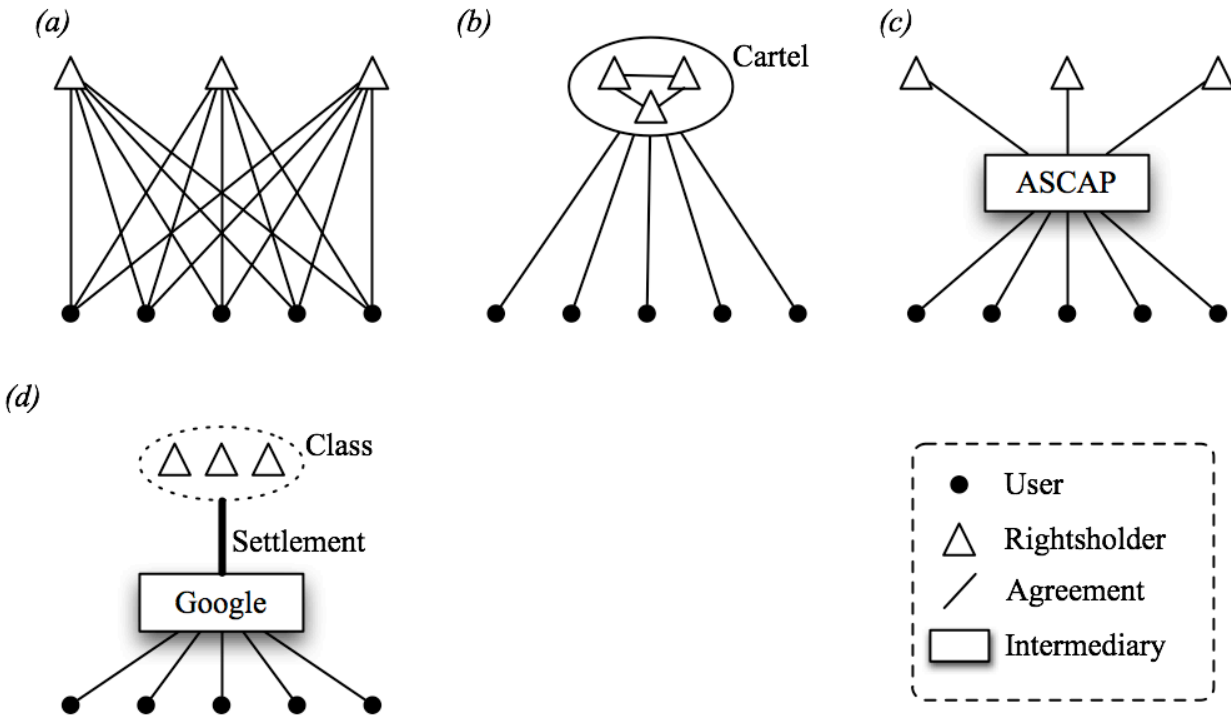 (a)
(b)
Cartel
(c)
ASCAP
(d)
Class
Settlement
Google
User
Rightsholder
Agreement
Intermediary